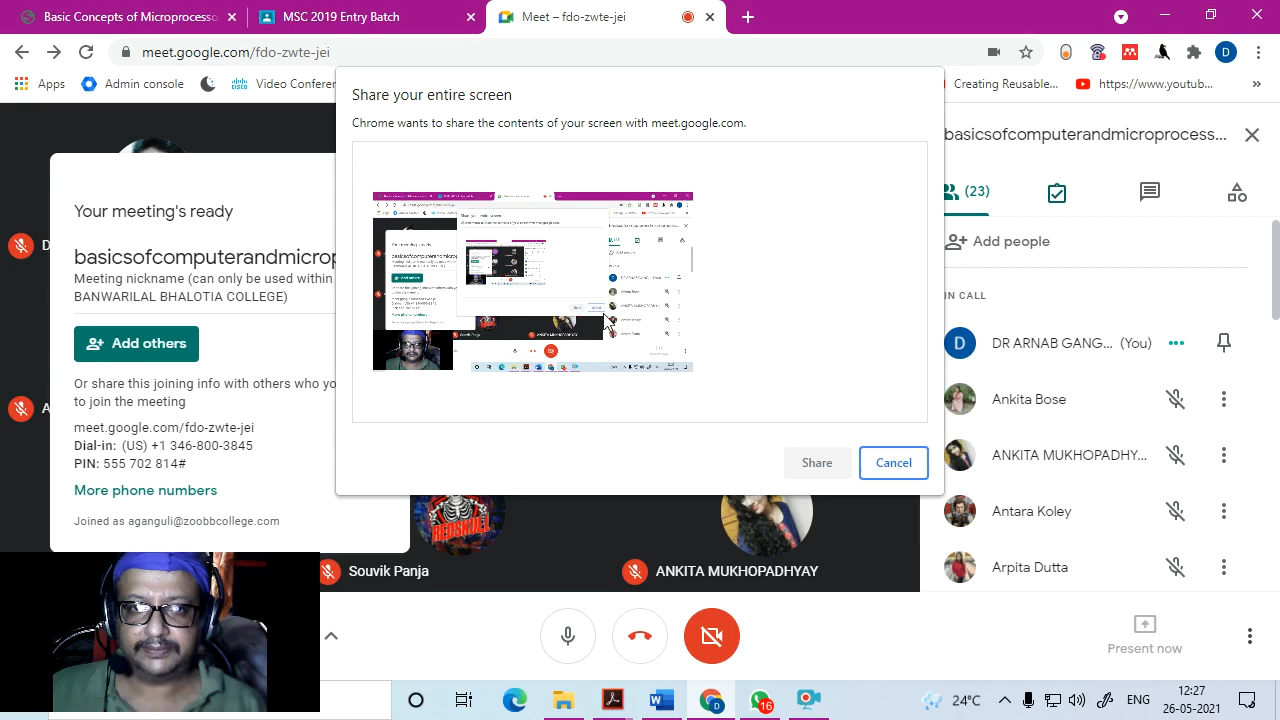 Basic Concepts of Microprocesso
MSC 2019 Entry Batch
Meet – fdo-zwte-jei
meet.google.com/fdo-zwte-jei
Apps
Admin console
Video Conferen
Creating Reusable...
https://www.youtub...
»
Share your entire screen
Chrome wants to share the contents of your screen with meet.google.com.
Share
Cancel
Your meeting's ready
basicsofcomputerandmicrop
Meeting nickname (can only be used within
BANWARILAL BHALOTIA COLLEGE)
Add others
Or share this joining info with others who yo
to join the meeting
meet.google.com/fdo-zwte-jei
Dial-in: (US) +1 346-800-3845
PIN: 555 702 814#
More phone numbers
Joined as aganguli@zoobbcollege.com
D
A
REDSKULL
Souvik Panja
ANKITA MUKHOPADHYAY
basicsofcomputerandmicroprocess...
(23)
Add people
IN CALL
D
DR ARNAB GANG... (You)
Ankita Bose
ANKITA MUKHOPADHY...
Antara Koley
Arpita Dutta
Present now
16
24°C
ENG
12:27
26-05-2021